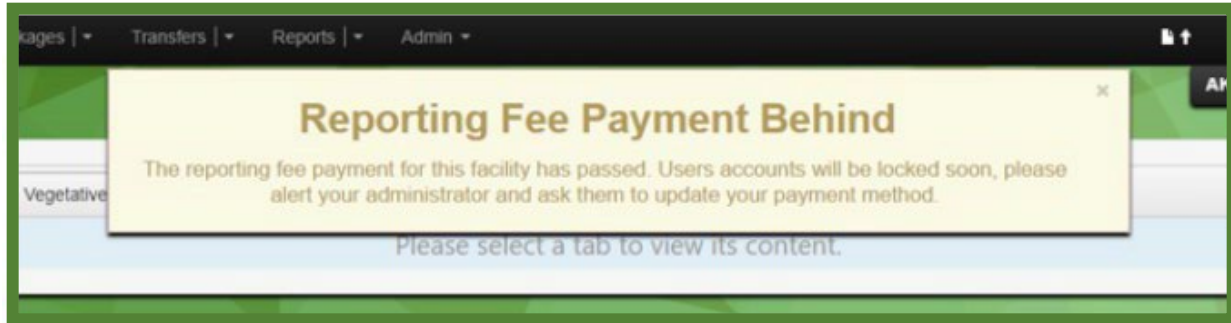 kages | Transfers | Reports | Admin
AK
Reporting Fee Payment Behind
×
The reporting fee payment for this facility has passed. Users accounts will be locked soon, please
alert your administrator and ask them to update your payment method.
Vegetative
Please select a tab to view its content.